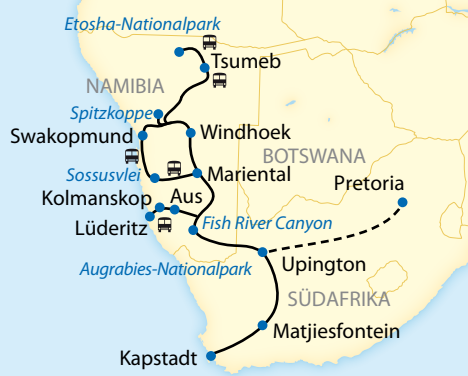 Etosha-Nationalpark
Tsumeb
NAMIBIA
Spitzkoppe
Swakopmund
Windhoek
BOTSWANA
Sossusvlei
Mariental
Pretoria
Kolmanskop
Aus
Lüderitz
Fish River Canyon
Augrabies-Nationalpark
Upington
SÜDAFRIKA
Matjiesfontein
Kapstadt